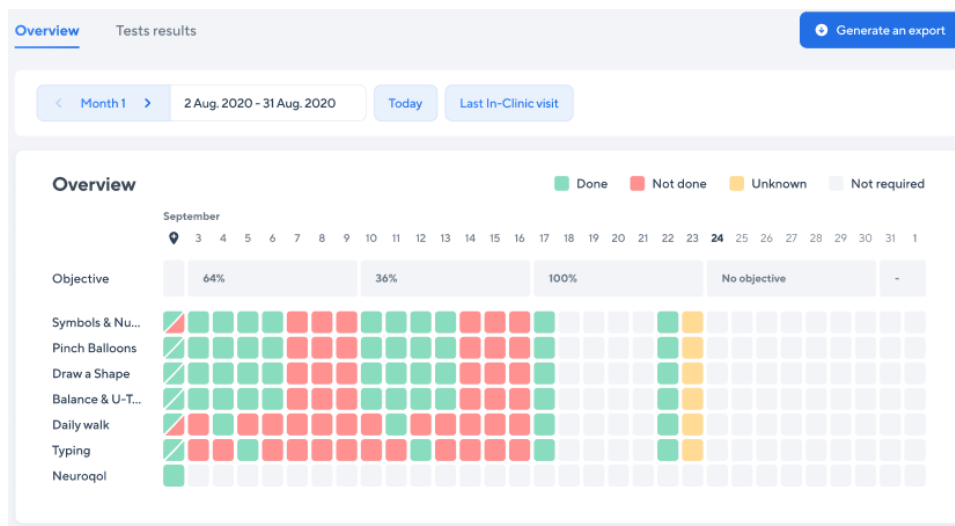 Overview Tests results Generate an export
Month 1 2 Aug. 2020 - 31 Aug. 2020 Today Last In-Clinic visit
Overview Done Not done Unknown Not required
September
3 4 5 6 7 8 9 10 11 12 13 14 15 16 17 18 19 20 21 22 23 24 25 26 27 28 29 30 31 1
Objective 64% 36% 100% No objective -
Symbols & Nu...
Pinch Balloons
Draw a Shape
Balance & U-T...
Daily walk
Typing
Neuroqol